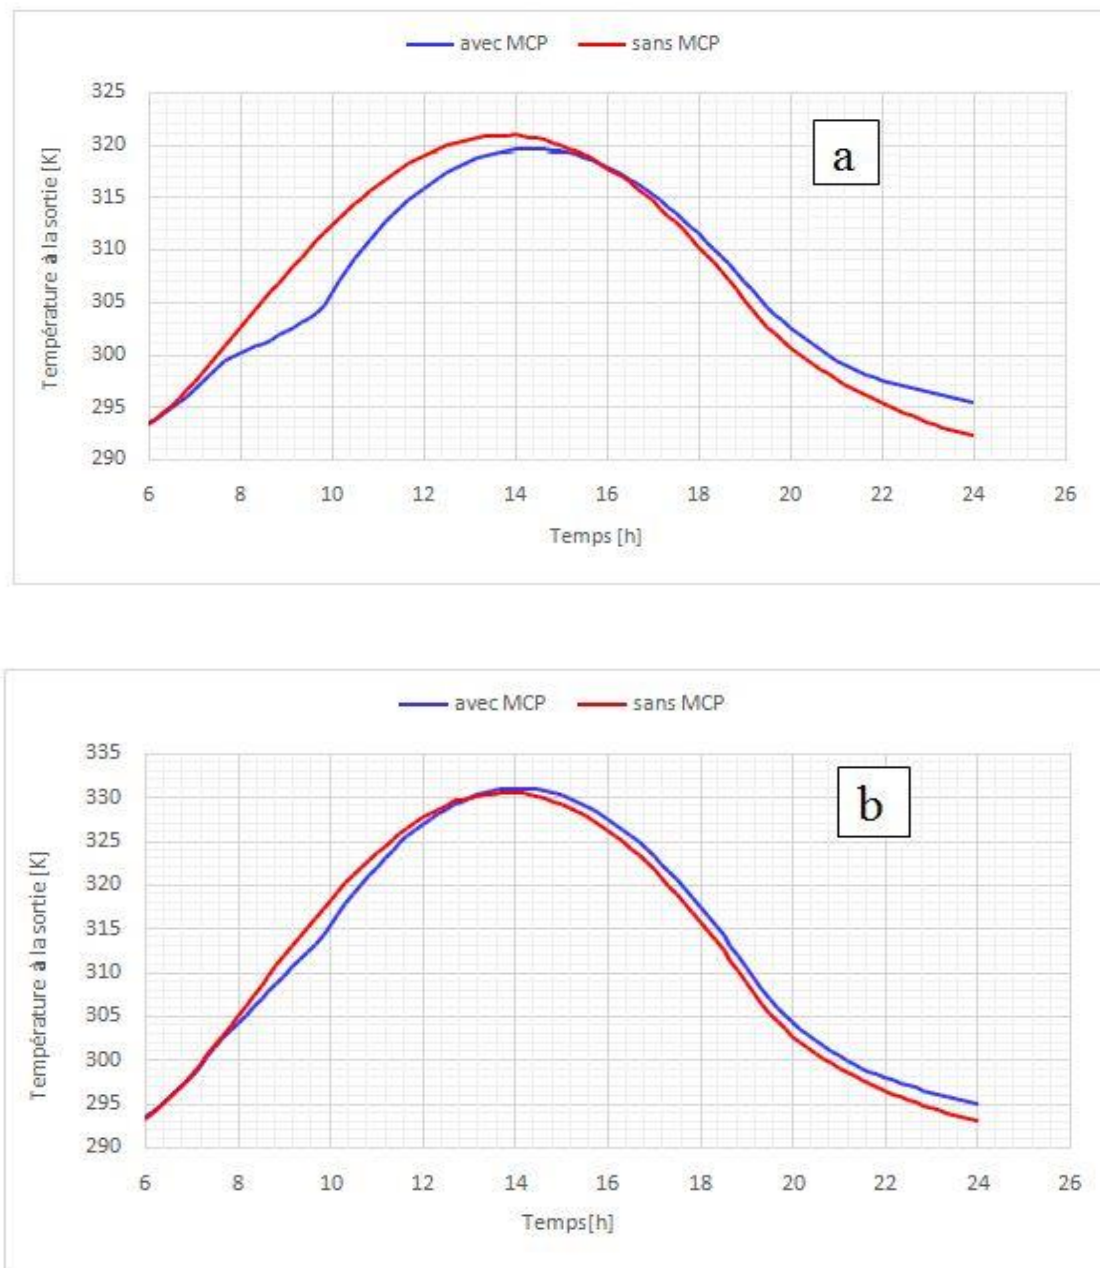 avec MCP sans MCP
325
320
315
310
305
300
295
290
Température à la sortie [K]
a
6 8 10 12 14 16 18 20 22 24 26
Temps [h]
avec MCP sans MCP
335
330
325
320
315
310
305
300
295
290
Température à la sortie [K]
b
6 8 10 12 14 16 18 20 22 24 26
Temps[h]